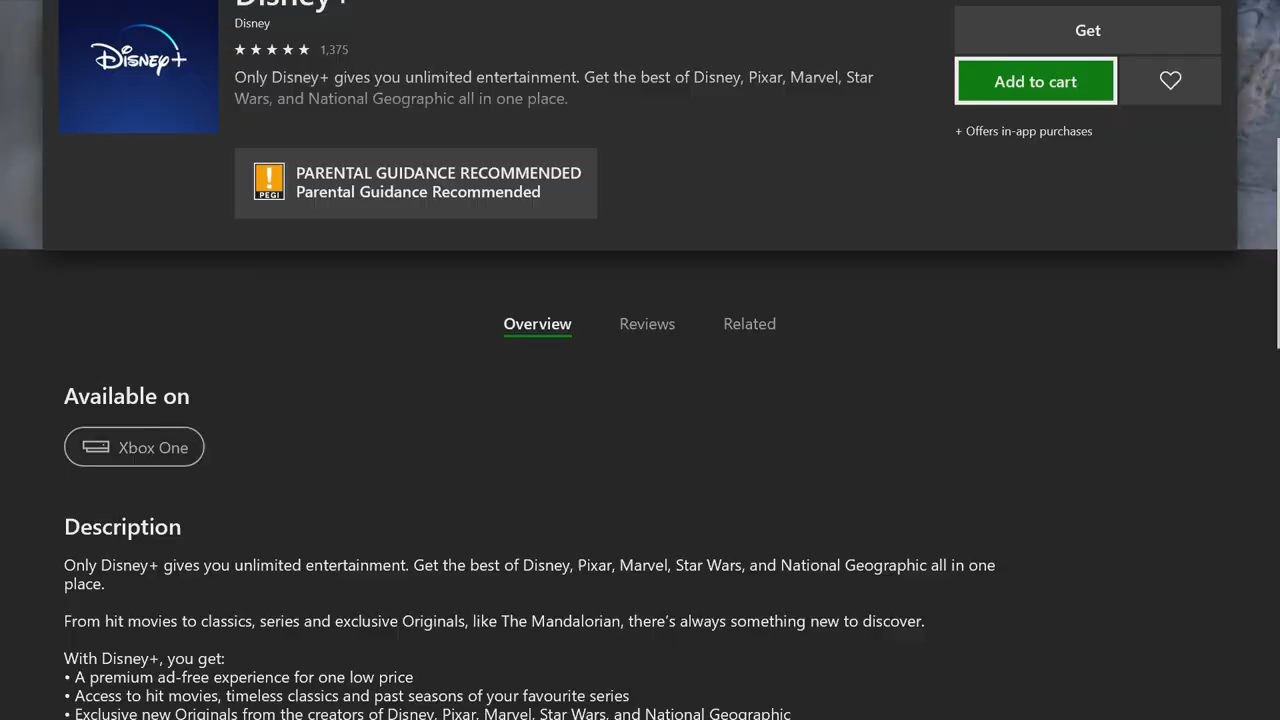 Disney+
Disney+
Disney
1,375
Only Disney+ gives you unlimited entertainment. Get the best of Disney, Pixar, Marvel, Star
Wars, and National Geographic all in one place.
Get
Add to cart
+ Offers in-app purchases
!
PEGI
PARENTAL GUIDANCE RECOMMENDED
Parental Guidance Recommended
Overview
Reviews
Related
Available on
Xbox One
Description
Only Disney+ gives you unlimited entertainment. Get the best of Disney, Pixar, Marvel, Star Wars, and National Geographic all in one
place.
From hit movies to classics, series and exclusive Originals, like The Mandalorian, there’s always something new to discover.
With Disney+, you get:
• A premium ad-free experience for one low price
• Access to hit movies, timeless classics and past seasons of your favourite series
• Exclusive new Originals from the creators of Disney, Pixar, Marvel, Star Wars, and National Geographic